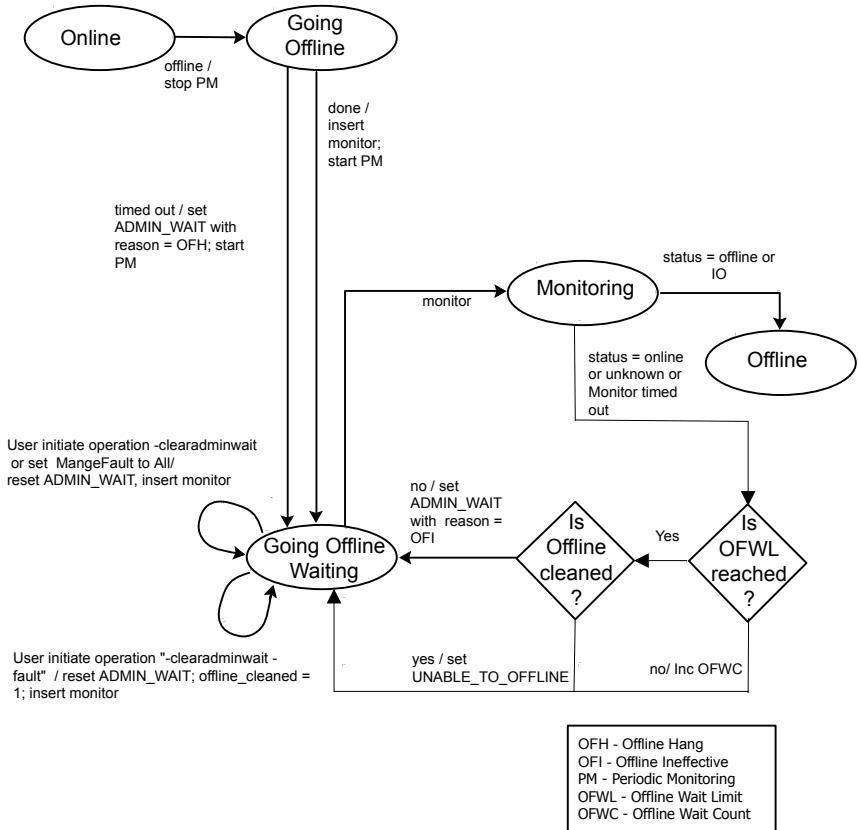 Online
Going
Offline
offline /
stop PM
done /
insert
monitor;
start PM
timed out / set
ADMIN_WAIT with
reason = OFH; start
PM
monitor
Monitoring
status = offline or
IO
Offline
status = online
or unknown or
Monitor timed
out
User initiate operation -clearadminwait
or set MangeFault to All/
reset ADMIN_WAIT, insert monitor
no / set
ADMIN_WAIT
with reason =
OFI
Going Offline
Waiting
Is
Offline
cleaned
?
Yes
Is
OFWL
reached
?
User initiate operation "-clearadminwait -
fault" / reset ADMIN_WAIT; offline_cleaned =
1; insert monitor
yes / set
UNABLE_TO_OFFLINE
no/ Inc OFWC
OFH - Offline Hang
OFI - Offline Ineffective
PM - Periodic Monitoring
OFWL - Offline Wait Limit
OFWC - Offline Wait Count